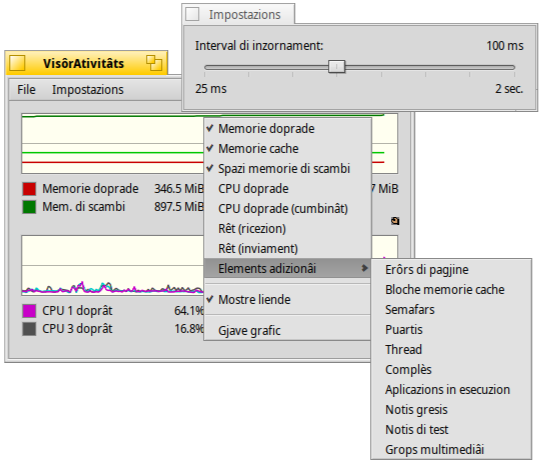 Impostazions
Interval di inzornament: 100 ms
25 ms 2 sec.
VisôrAtivitâts
File Impostazions
Memorie doprade 346.5 MiB
Mem. di scambi 897.5 MiB
7 MiB
CPU 1 doprât 64.1%
CPU 3 doprât 16.8%
Memorie doprade
Memorie cache
Spazi memorie di scambi
CPU doprade
CPU doprade (cumbinât)
Rêt (ricezion)
Rêt (inviament)
Elements adizionâi
Mostre liende
Gjave grafic
Erôrs di pagjine
Bloche memorie cache
Semafars
Puartis
Thread
Complès
Aplicazions in esecuzion
Notis gresis
Notis di test
Grops multimediâi